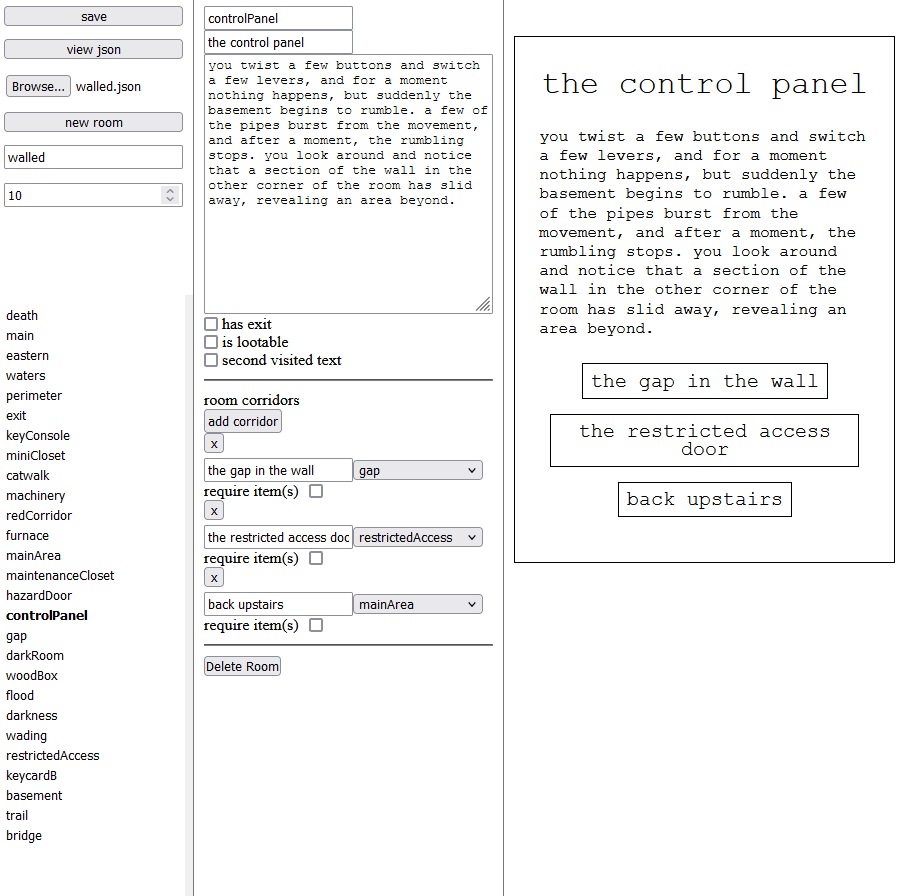 save
view json
Browse... walled.json
new room
walled
10
death
main
eastern
waters
perimeter
exit
keyConsole
miniCloset
catwalk
machinery
redCorridor
furnace
mainArea
maintenanceCloset
hazardDoor
controlPanel
gap
darkRoom
woodBox
flood
darkness
wading
restrictedAccess
keycardB
basement
trail
bridge
controlPanel
the control panel
you twist a few buttons and switch
a few levers, and for a moment
nothing happens, but suddenly the
basement begins to rumble. a few of
the pipes burst from the movement,
and after a moment, the rumbling
stops. you look around and notice
that a section of the wall in the
other corner of the room has slid
away, revealing an area beyond.
has exit
is lootable
second visited text
room corridors
add corridor
x
the gap in the wall gap
require item(s)
x
the restricted access doc restrictedAccess
require item(s)
x
back upstairs mainArea
require item(s)
Delete Room
the control panel
you twist a few buttons and switch
a few levers, and for a moment
nothing happens, but suddenly the
basement begins to rumble. a few
of the pipes burst from the
movement, and after a moment, the
rumbling stops. you look around
and notice that a section of the
wall in the other corner of the
room has slid away, revealing an
area beyond.
the gap in the wall
the restricted access
door
back upstairs